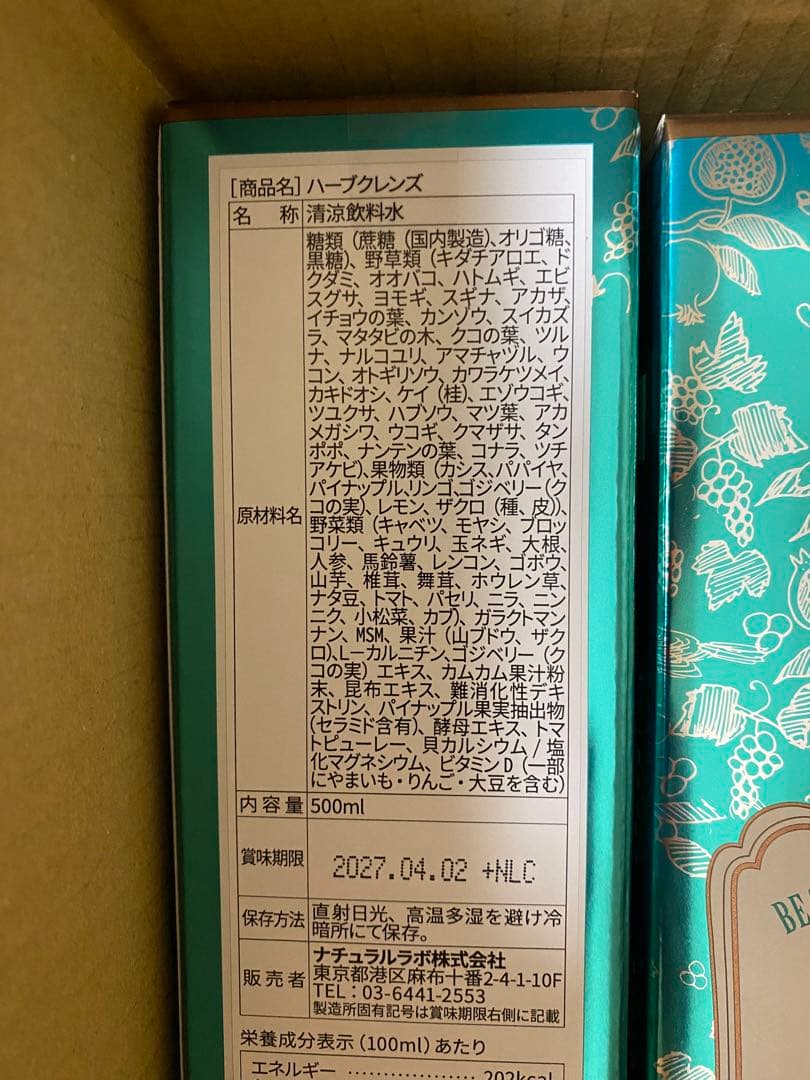 [商品名] ハーブクレンズ
名 称 清涼飲料水
原材料名
糖類（蔗糖（国内製造）、オリゴ糖、
黒糖）、野草類（キダチアロエ、ド
クダミ、オオバコ、ハトムギ、エビ
スグサ、ヨモギ、スギナ、アカザ、
イチョウの葉、カンゾウ、スイカズ
ラ、マタタビの木、クコの葉、ツル
ナ、ナルコユリ、アマチャヅル、ウ
コン、オトギリソウ、カワラケツメイ、
カキドオシ、ケイ（桂）、エゾウコギ、
ツユクサ、ハブソウ、マツ葉、アカ
メガシワ、ウコギ、クマザサ、タン
ポポ、ナンテンの葉、コナラ、ツチ
アケビ）、果物類（カシス、パパイヤ、
パイナップル、リンゴ、ゴジベリー（ク
コの実）、レモン、ザクロ（種、皮））、
野菜類（キャベツ、モヤシ、ブロッ
コリー、キュウリ、玉ネギ、大根、
人参、馬鈴薯、レンコン、ゴボウ、
山芋、椎茸、舞茸、ホウレン草、
ナタ豆、トマト、パセリ、ニラ、ニン
ニク、小松菜、カブ）、ガラクトマン
ナン、MSM、果汁（山ブドウ、ザク
ロ）、L－カルニチン、ゴジベリー（ク
コの実）エキス、カムカム果汁粉
末、昆布エキス、難消化性デキ
ストリン、パイナップル果実抽出物
（セラミド含有）、酵母エキス、トマ
トピューレー、貝カルシウム / 塩
化マグネシウム、ビタミンD（一部
にやまいも・りんご・大豆を含む）
内容量 500ml
賞味期限 2027.04.02 +NLC
保存方法 直射日光、高温多湿を避け冷
暗所にて保存。
販売者 ナチュラルラボ株式会社
東京都港区麻布十番2-4-1-10F
TEL：03-6441-2553
製造所固有記号は賞味期限右側に記載
栄養成分表示（100ml）あたり
エネルギー ………………… 202kcal
BEA